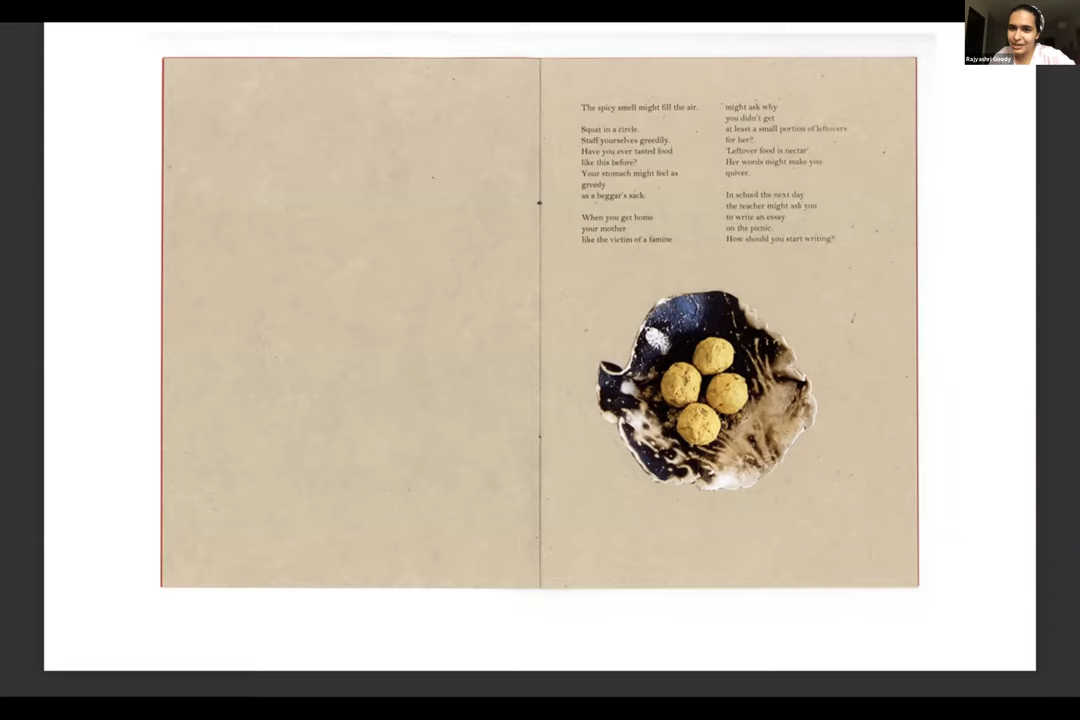 Rajyashri Goody
The spicy smell might fill the air.
Squat in a circle.
Stuff yourselves greedily.
Have you ever tasted food
like this before?
Your stomach might feel as
greedy
as a beggar's sack.
When you get home
your mother
like the victim of a famine
might ask why
you didn't get
at least a small portion of leftovers
for her?
'Leftover food is nectar'.
Her words might make you
quiver.
In school the next day
the teacher might ask you
to write an essay
on the picnic.
How should you start writing?